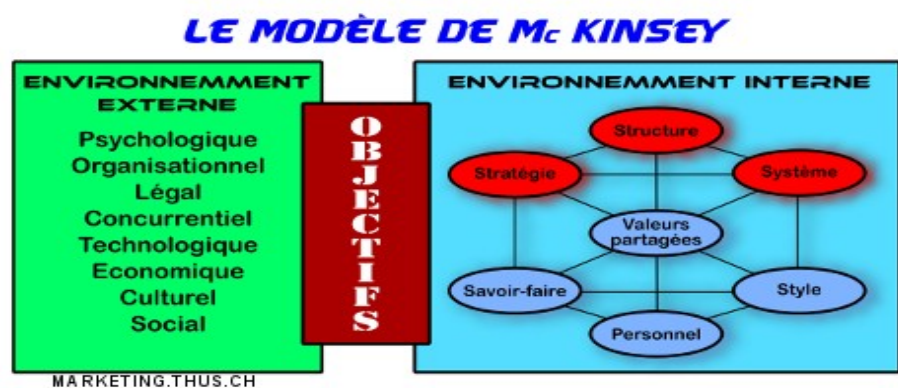 LE MODÈLE DE Mc KINSEY
ENVIRONNEMMENT
EXTERNE
Psychologique
Organisationnel
Légal
Concurrentiel
Technologique
Economique
Culturel
Social
OBJECTIFS
ENVIRONNEMMENT INTERNE
Structure
Stratégie
Système
Valeurs
partagées
Savoir-faire
Style
Personnel
MARKETING.THUS.CH